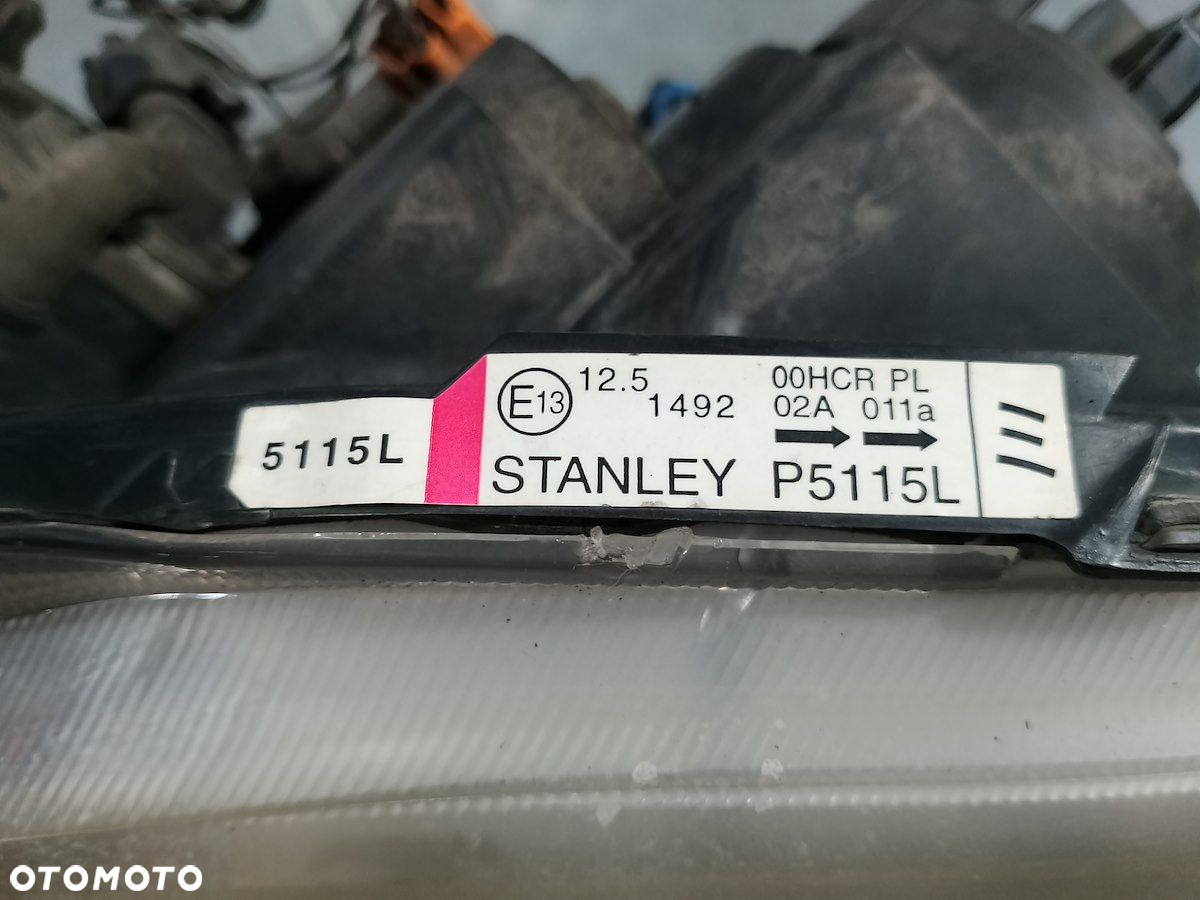 5115L
E13 12.5 1492
00HCR PL
02A 011a
STANLEY P5115L
OTOMOTO